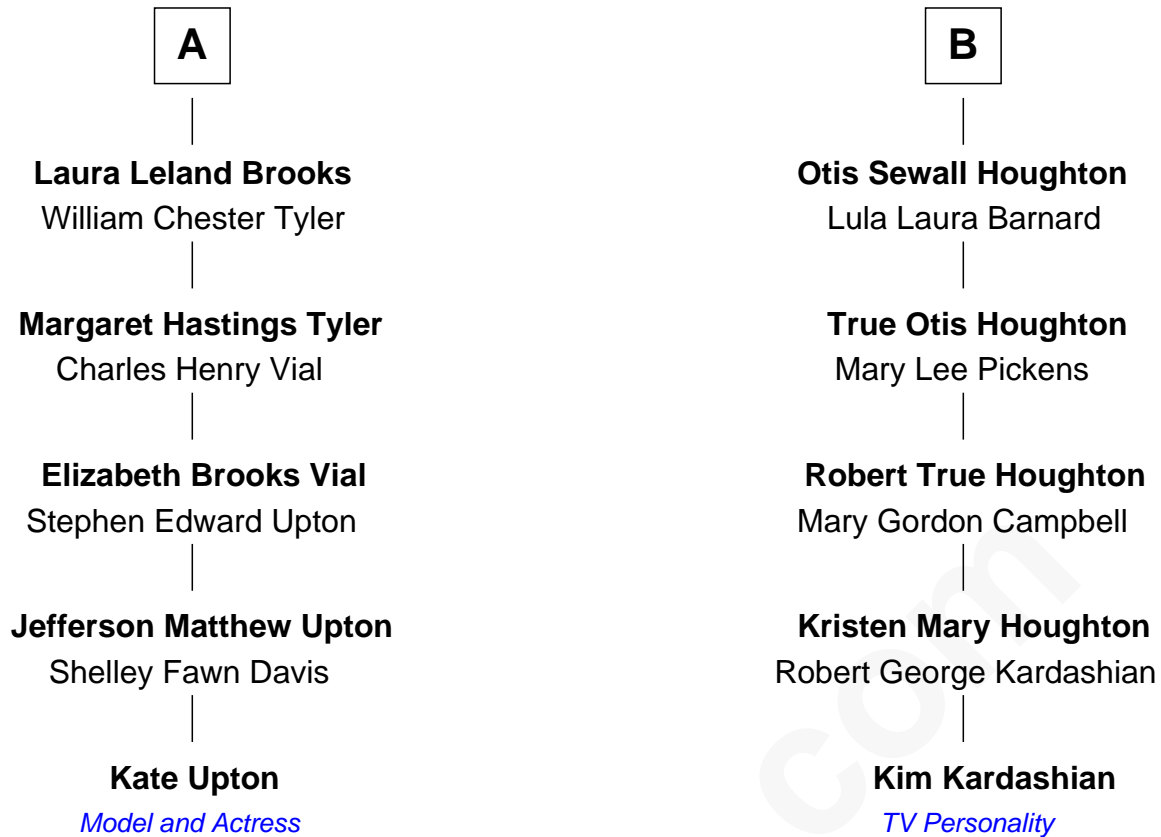 A
Laura Leland Brooks
William Chester Tyler
Margaret Hastings Tyler
Charles Henry Vial
Elizabeth Brooks Vial
Stephen Edward Upton
Jefferson Matthew Upton
Shelley Fawn Davis
Kate Upton
Model and Actress
B
Otis Sewall Houghton
Lula Laura Barnard
True Otis Houghton
Mary Lee Pickens
Robert True Houghton
Mary Gordon Campbell
Kristen Mary Houghton
Robert George Kardashian
Kim Kardashian
TV Personality
com